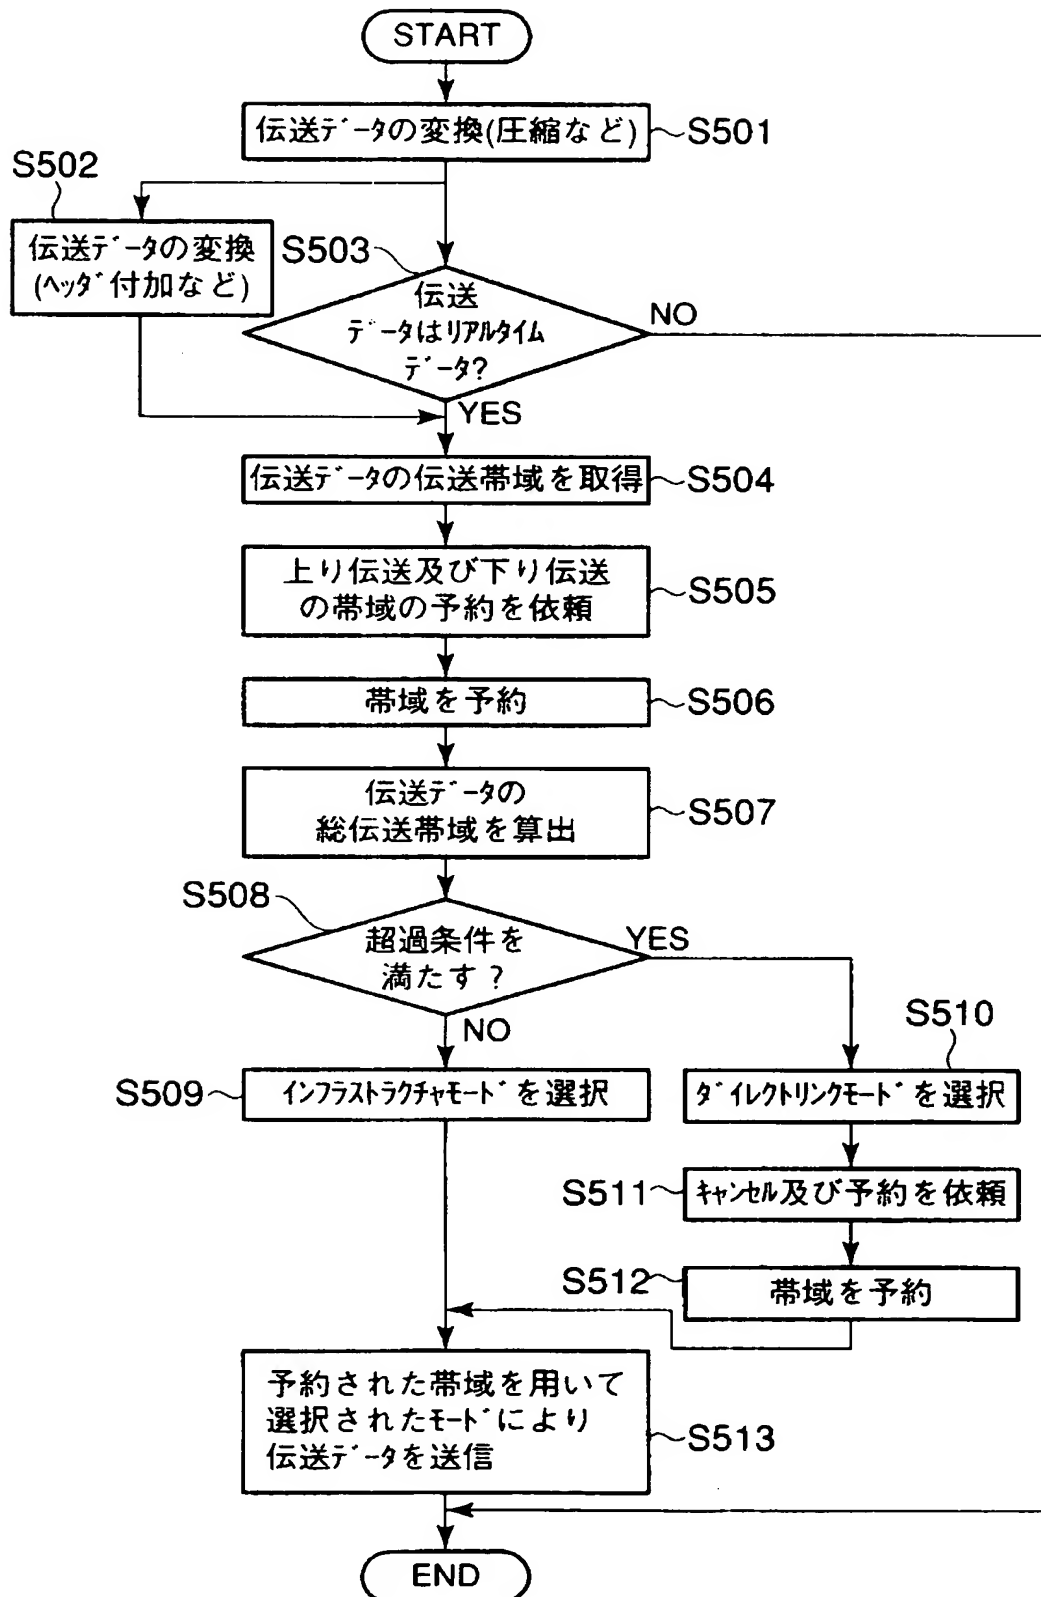 START
伝送データの変換(圧縮など)
S501
S502
伝送データの変換
(ヘッダ付加など)
S503
伝送
データはリアルタイム
データ?
NO
YES
伝送データの伝送帯域を取得
S504
上り伝送及び下り伝送
の帯域の予約を依頼
S505
帯域を予約
S506
伝送データの
総伝送帯域を算出
S507
S508
超過条件を
満たす?
YES
NO
S510
S509
インフラストラクチャモードを選択
ダイレクトリンクモードを選択
S511
キャンセル及び予約を依頼
S512
帯域を予約
予約された帯域を用いて
選択されたモードにより
伝送データを送信
S513
END